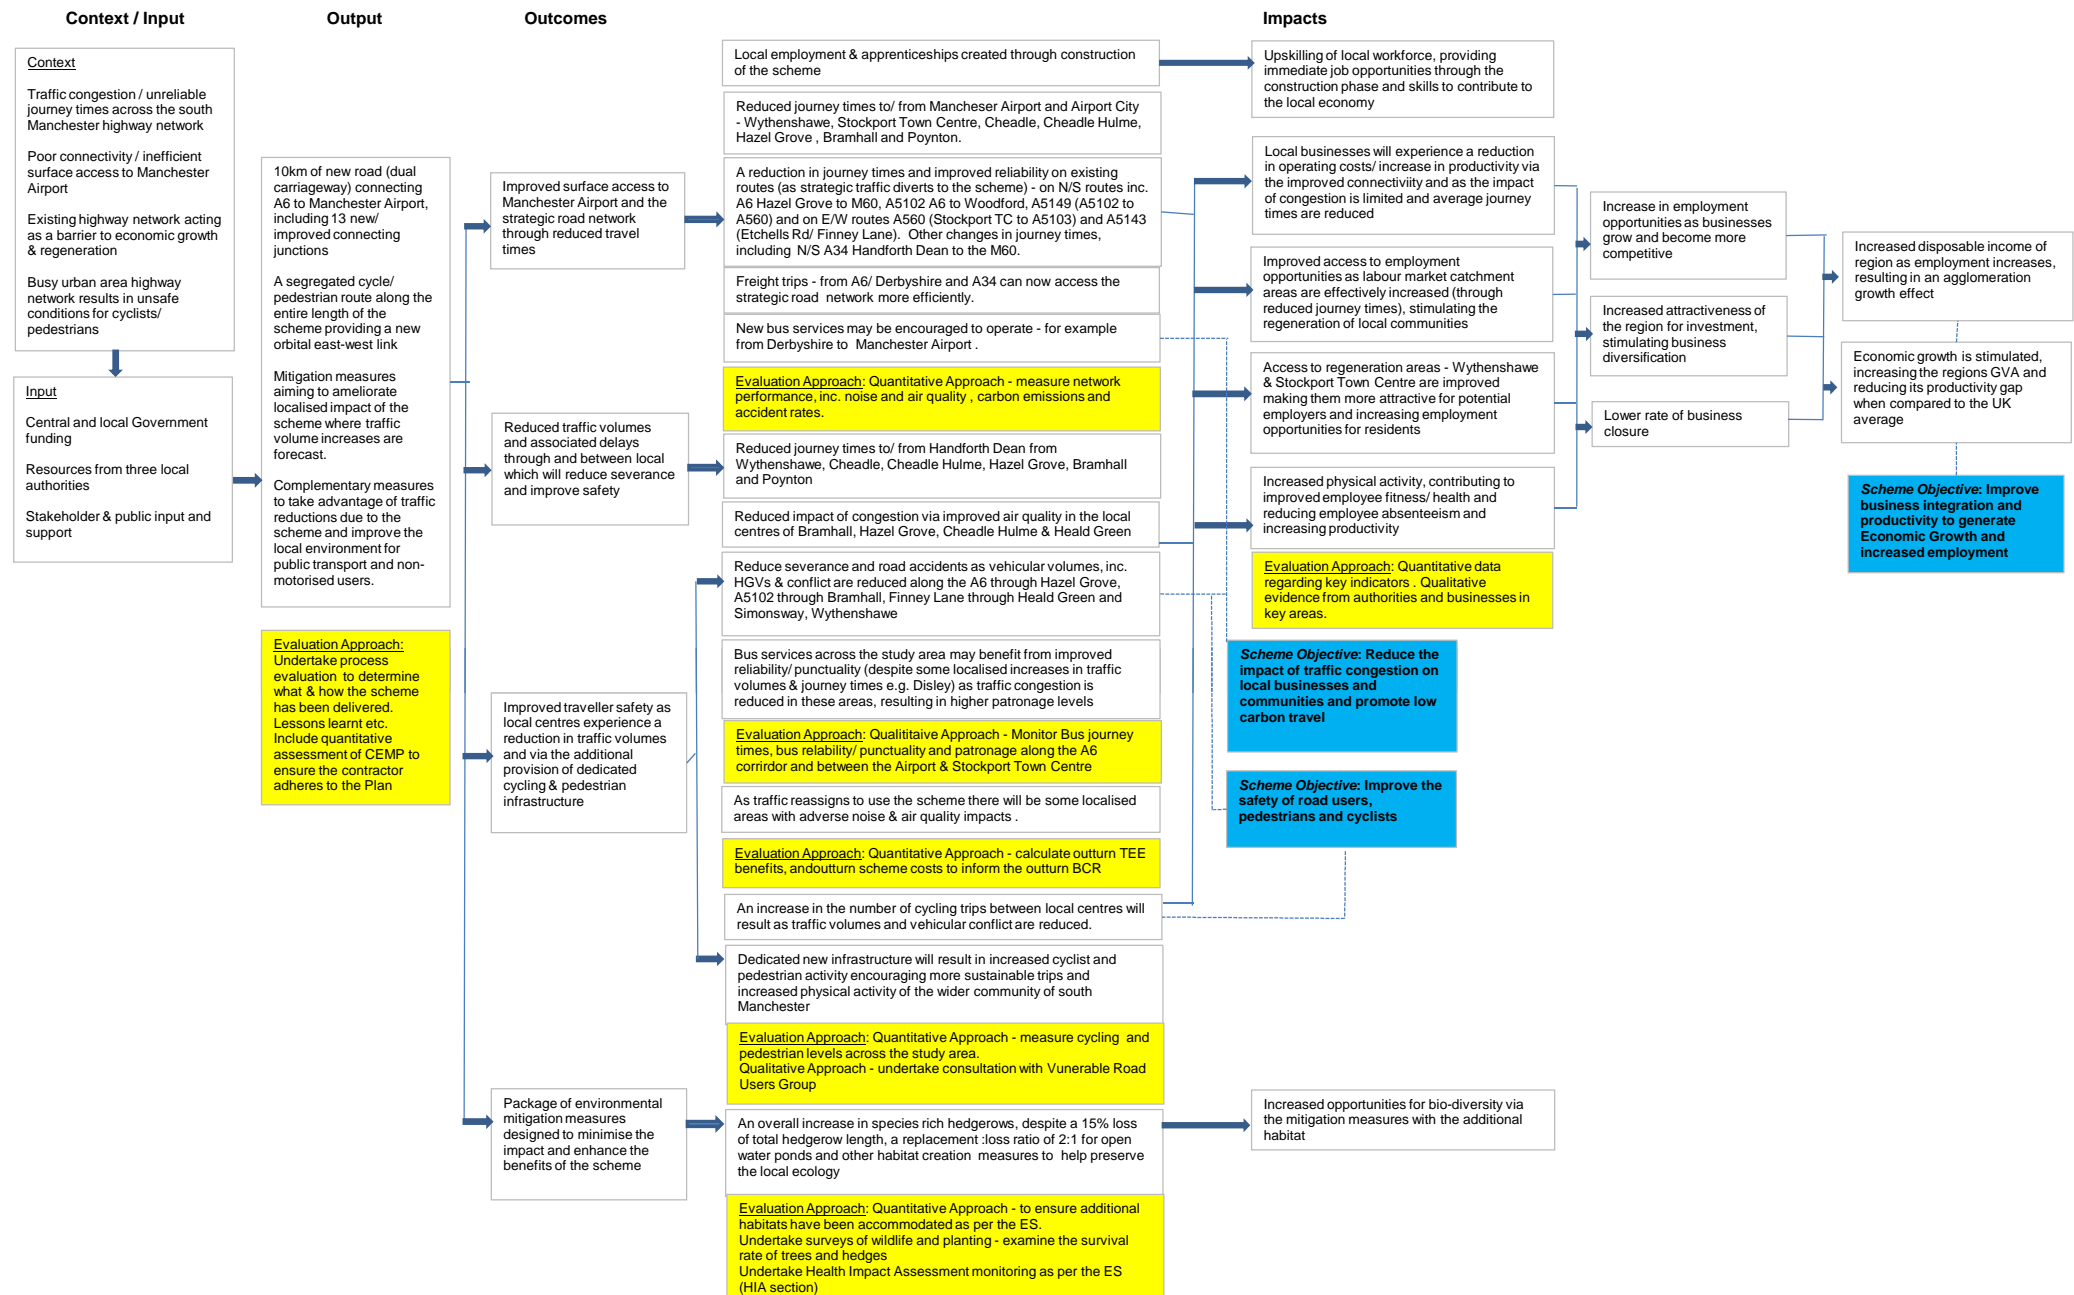 Context / Input
Output
Outcomes
Impacts
Context
Traffic congestion / unreliable
journey times across the south
Manchester highway network
Poor connectivity / inefficient
surface access to Manchester
Airport
Existing highway network acting
as a barrier to economic growth
& regeneration
Busy urban area highway
network results in unsafe
conditions for cyclists/
pedestrians
Input
Central and local Government
funding
Resources from three local
authorities
Stakeholder & public input and
support
10km of new road (dual
carriageway) connecting
A6 to Manchester Airport,
including 13 new/
improved connecting
junctions
A segregated cycle/
pedestrian route along the
entire length of the
scheme providing a new
orbital east-west link
Mitigation measures
aiming to ameliorate
localised impact of the
scheme where traffic
volume increases are
forecast.
Complementary measures
to take advantage of traffic
reductions due to the
scheme and improve the
local environment for
public transport and non-
motorised users.
Evaluation Approach:
Undertake process
evaluation to determine
what & how the scheme
has been delivered.
Lessons learnt etc.
Include quantitative
assessment of CEMP to
ensure the contractor
adheres to the Plan
Improved surface access to
Manchester Airport and the
strategic road network
through reduced travel
times
Reduced traffic volumes
and associated delays
through and between local
which will reduce severance
and improve safety
Improved traveller safety as
local centres experience a
reduction in traffic volumes
and via the additional
provision of dedicated
cycling & pedestrian
infrastructure
Package of environmental
mitigation measures
designed to minimise the
impact and enhance the
benefits of the scheme
Local employment & apprenticeships created through construction
of the scheme
Reduced journey times to/ from Mancheser Airport and Airport City
- Wythenshawe, Stockport Town Centre, Cheadle, Cheadle Hulme,
Hazel Grove , Bramhall and Poynton.
A reduction in journey times and improved reliability on existing
routes (as strategic traffic diverts to the scheme) - on N/S routes inc.
A6 Hazel Grove to M60, A5102 A6 to Woodford, A5149 (A5102 to
A560) and on E/W routes A560 (Stockport TC to A5103) and A5143
(Etchells Rd/ Finney Lane). Other changes in journey times,
including N/S A34 Handforth Dean to the M60.
Freight trips - from A6/ Derbyshire and A34 can now access the
strategic road network more efficiently.
New bus services may be encouraged to operate - for example
from Derbyshire to Manchester Airport .
Evaluation Approach: Quantitative Approach - measure network
performance, inc. noise and air quality , carbon emissions and
accident rates.
Reduced journey times to/ from Handforth Dean from
Wythenshawe, Cheadle, Cheadle Hulme, Hazel Grove, Bramhall
and Poynton
Reduced impact of congestion via improved air quality in the local
centres of Bramhall, Hazel Grove, Cheadle Hulme & Heald Green
Reduce severance and road accidents as vehicular volumes, inc.
HGVs & conflict are reduced along the A6 through Hazel Grove,
A5102 through Bramhall, Finney Lane through Heald Green and
Simonsway, Wythenshawe
Bus services across the study area may benefit from improved
reliability/ punctuality (despite some localised increases in traffic
volumes & journey times e.g. Disley) as traffic congestion is
reduced in these areas, resulting in higher patronage levels
Evaluation Approach: Qualititaive Approach - Monitor Bus journey
times, bus relability/ punctuality and patronage along the A6
corrirdor and between the Airport & Stockport Town Centre
As traffic reassigns to use the scheme there will be some localised
areas with adverse noise & air quality impacts .
Evaluation Approach: Quantitative Approach - calculate outturn TEE
benefits, andoutturn scheme costs to inform the outturn BCR
An increase in the number of cycling trips between local centres will
result as traffic volumes and vehicular conflict are reduced.
Dedicated new infrastructure will result in increased cyclist and
pedestrian activity encouraging more sustainable trips and
increased physical activity of the wider community of south
Manchester
Evaluation Approach: Quantitative Approach - measure cycling and
pedestrian levels across the study area.
Qualitative Approach - undertake consultation with Vunerable Road
Users Group
An overall increase in species rich hedgerows, despite a 15% loss
of total hedgerow length, a replacement :loss ratio of 2:1 for open
water ponds and other habitat creation measures to help preserve
the local ecology
Evaluation Approach: Quantitative Approach - to ensure additional
habitats have been accommodated as per the ES.
Undertake surveys of wildlife and planting - examine the survival
rate of trees and hedges
Undertake Health Impact Assessment monitoring as per the ES
(HIA section)
Upskilling of local workforce, providing
immediate job opportunities through the
construction phase and skills to contribute to
the local economy
Local businesses will experience a reduction
in operating costs/ increase in productivity via
the improved connectiviity and as the impact
of congestion is limited and average journey
times are reduced
Improved access to employment
opportunities as labour market catchment
areas are effectively increased (through
reduced journey times), stimulating the
regeneration of local communities
Access to regeneration areas - Wythenshawe
& Stockport Town Centre are improved
making them more attractive for potential
employers and increasing employment
opportunities for residents
Increased physical activity, contributing to
improved employee fitness/ health and
reducing employee absenteeism and
increasing productivity
Evaluation Approach: Quantitative data
regarding key indicators . Qualitative
evidence from authorities and businesses in
key areas.
Scheme Objective: Reduce the
impact of traffic congestion on
local businesses and
communities and promote low
carbon travel
Scheme Objective: Improve the
safety of road users,
pedestrians and cyclists
Increased opportunities for bio-diversity via
the mitigation measures with the additional
habitat
Increase in employment
opportunities as businesses
grow and become more
competitive
Increased attractiveness of
the region for investment,
stimulating business
diversification
Lower rate of business
closure
Increased disposable income of
region as employment increases,
resulting in an agglomeration
growth effect
Economic growth is stimulated,
increasing the regions GVA and
reducing its productivity gap
when compared to the UK
average
Scheme Objective: Improve
business integration and
productivity to generate
Economic Growth and
increased employment